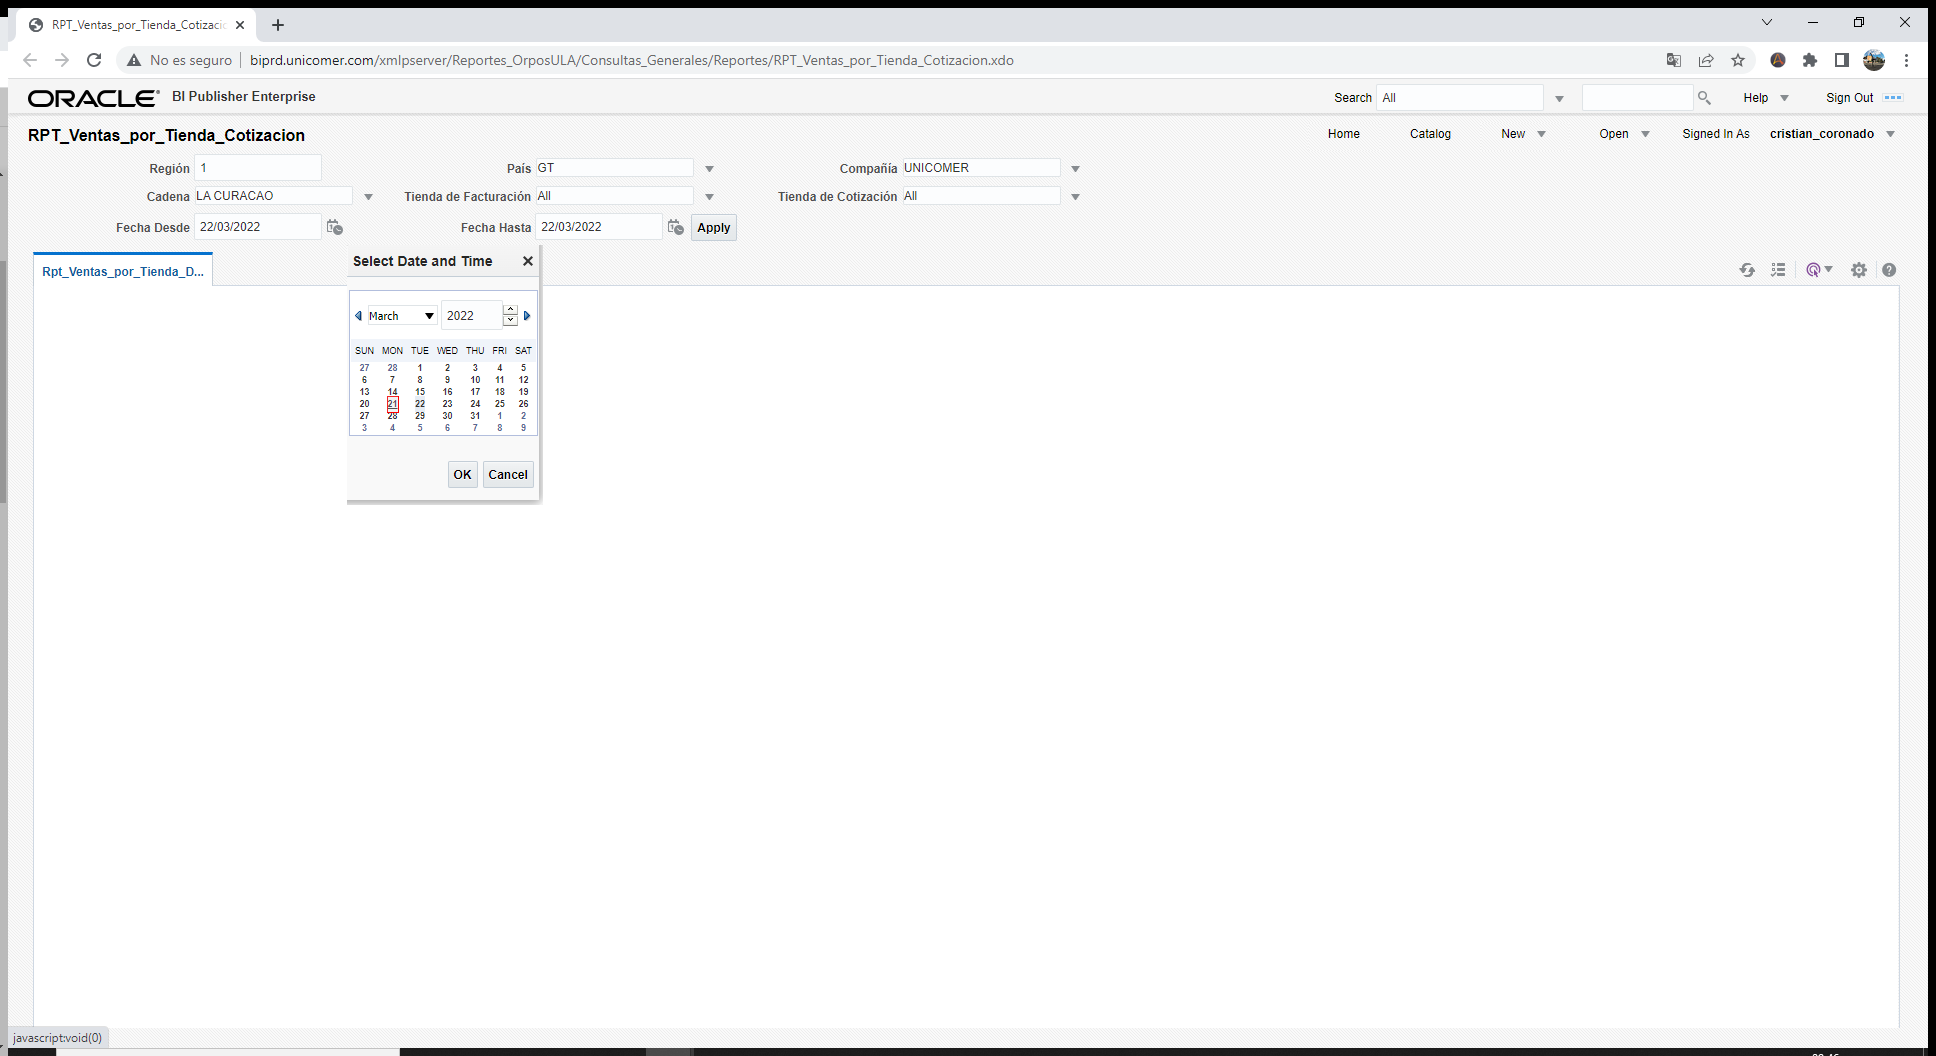 RPT_Ventas_por_Tienda_Cotizaci
No es seguro
biprd.unicomer.com/xmlpserver/Reportes_OrposULA/Consultas_Generales/Reportes/RPT_Ventas_por_Tienda_Cotizacion.xdo
ORACLE BI Publisher Enterprise
Search All
Help
Sign Out
RPT_Ventas_por_Tienda_Cotizacion
Home
Catalog
New
Open
Signed In As cristian_coronado
Región 1
País GT
Compañía UNICOMER
Cadena LA CURACAO
Tienda de Facturación All
Tienda de Cotización All
Fecha Desde 22/03/2022
Fecha Hasta 22/03/2022
Apply
Rpt_Ventas_por_Tienda_D...
Select Date and Time
March 2022
SUN MON TUE WED THU FRI SAT
27 28 1 2 3 4 5
6 7 8 9 10 11 12
13 14 15 16 17 18 19
20 21 22 23 24 25 26
27 28 29 30 31 1 2
3 4 5 6 7 8 9
OK Cancel
javascript:void(0)